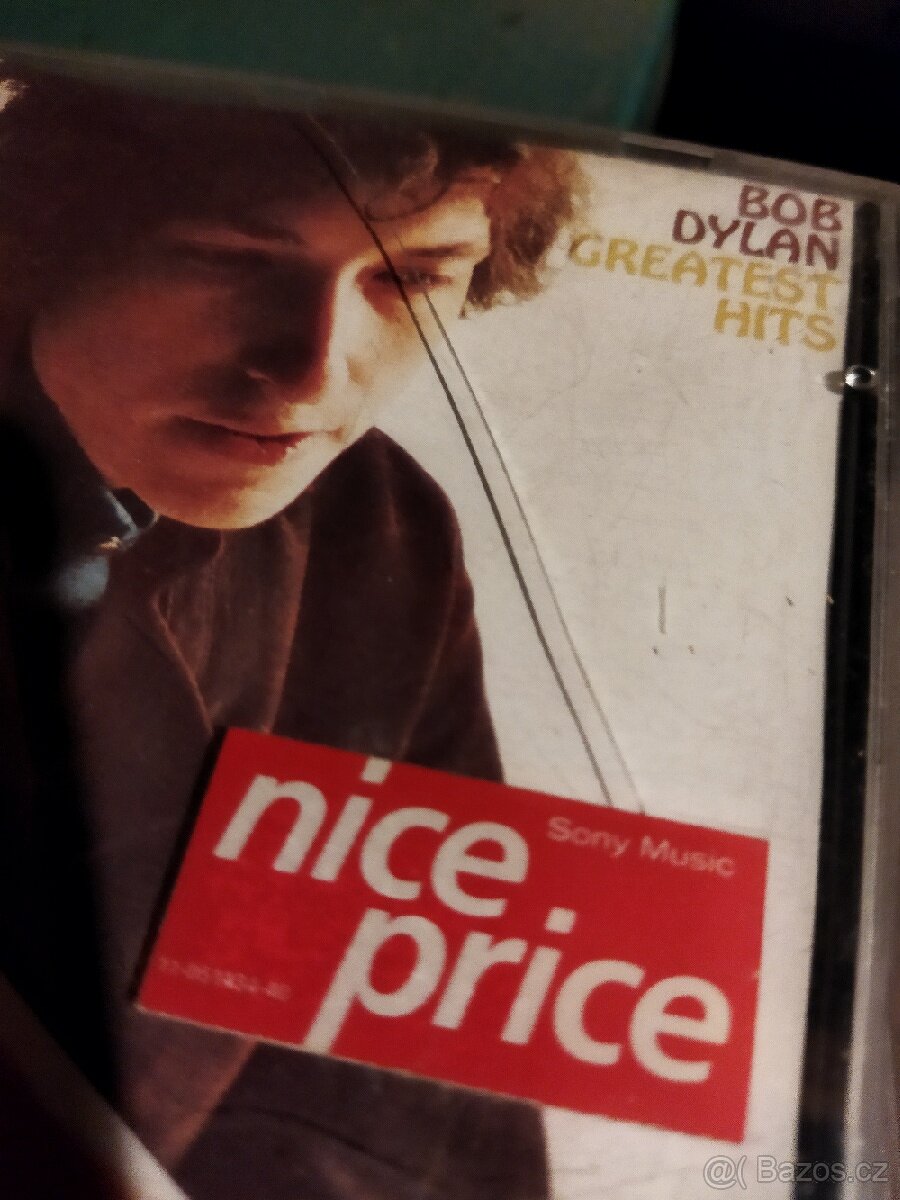 BOB
DYLAN
GREATEST
HITS
nice
Sony Music
price
@( Bazos.cz